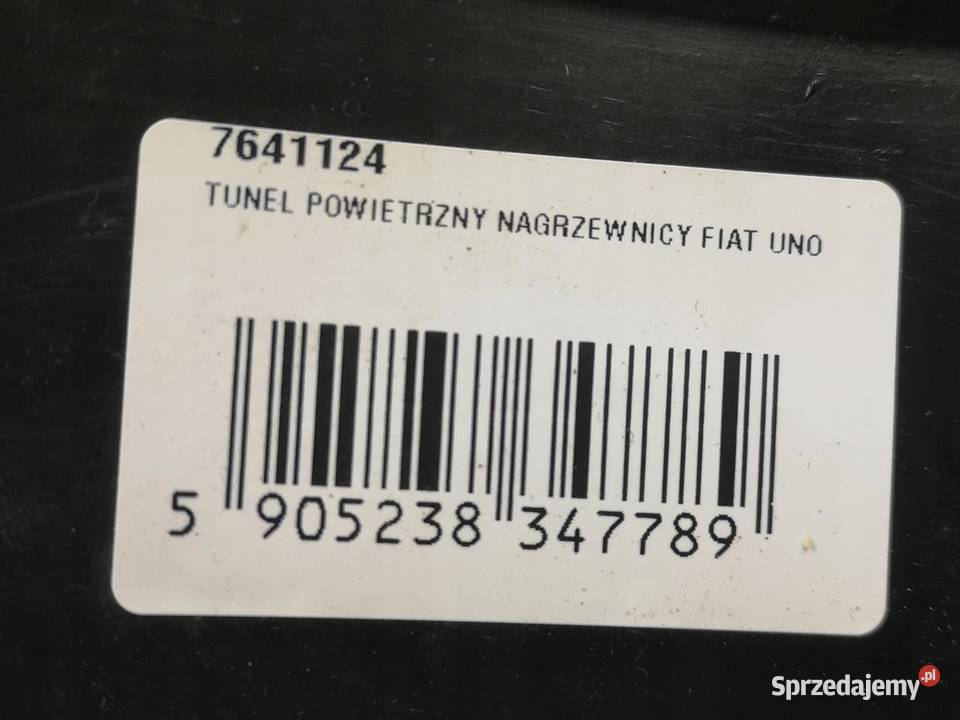 7641124
TUNEL POWIETRZNY NAGRZEWNICY FIAT UNO
5 905238 347789
Sprzedajemy.pl